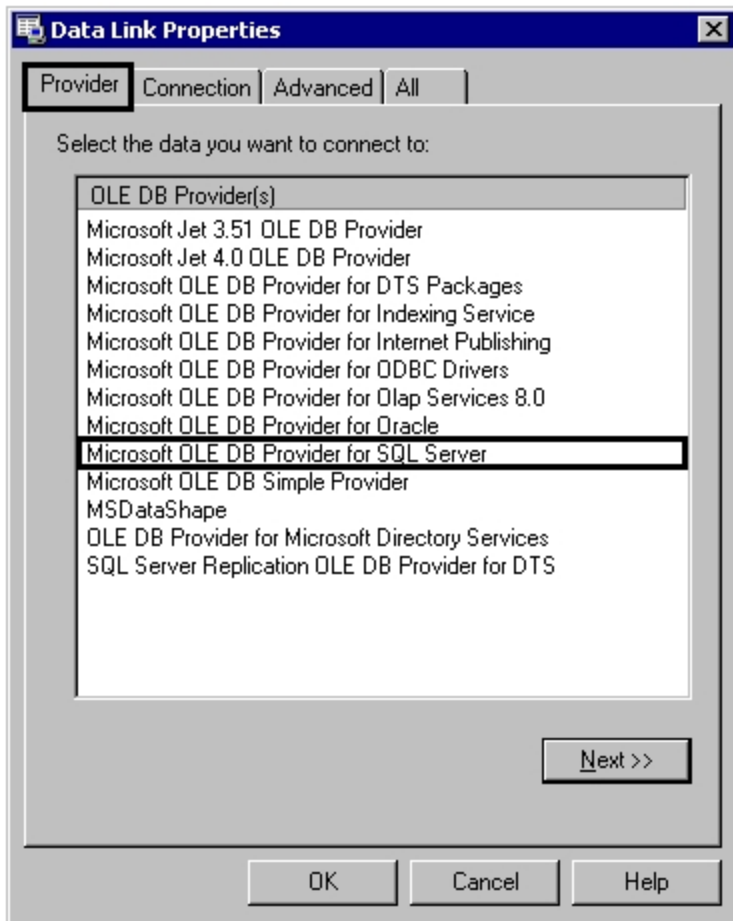 Data Link Properties
Provider Connection Advanced All
Select the data you want to connect to:
OLE DB Provider(s)
Microsoft Jet 3.51 OLE DB Provider
Microsoft Jet 4.0 OLE DB Provider
Microsoft OLE DB Provider for DTS Packages
Microsoft OLE DB Provider for Indexing Service
Microsoft OLE DB Provider for Internet Publishing
Microsoft OLE DB Provider for ODBC Drivers
Microsoft OLE DB Provider for Olap Services 8.0
Microsoft OLE DB Provider for Oracle
Microsoft OLE DB Provider for SQL Server
Microsoft OLE DB Simple Provider
MSDataShape
OLE DB Provider for Microsoft Directory Services
SQL Server Replication OLE DB Provider for DTS
Next >>
OK Cancel Help